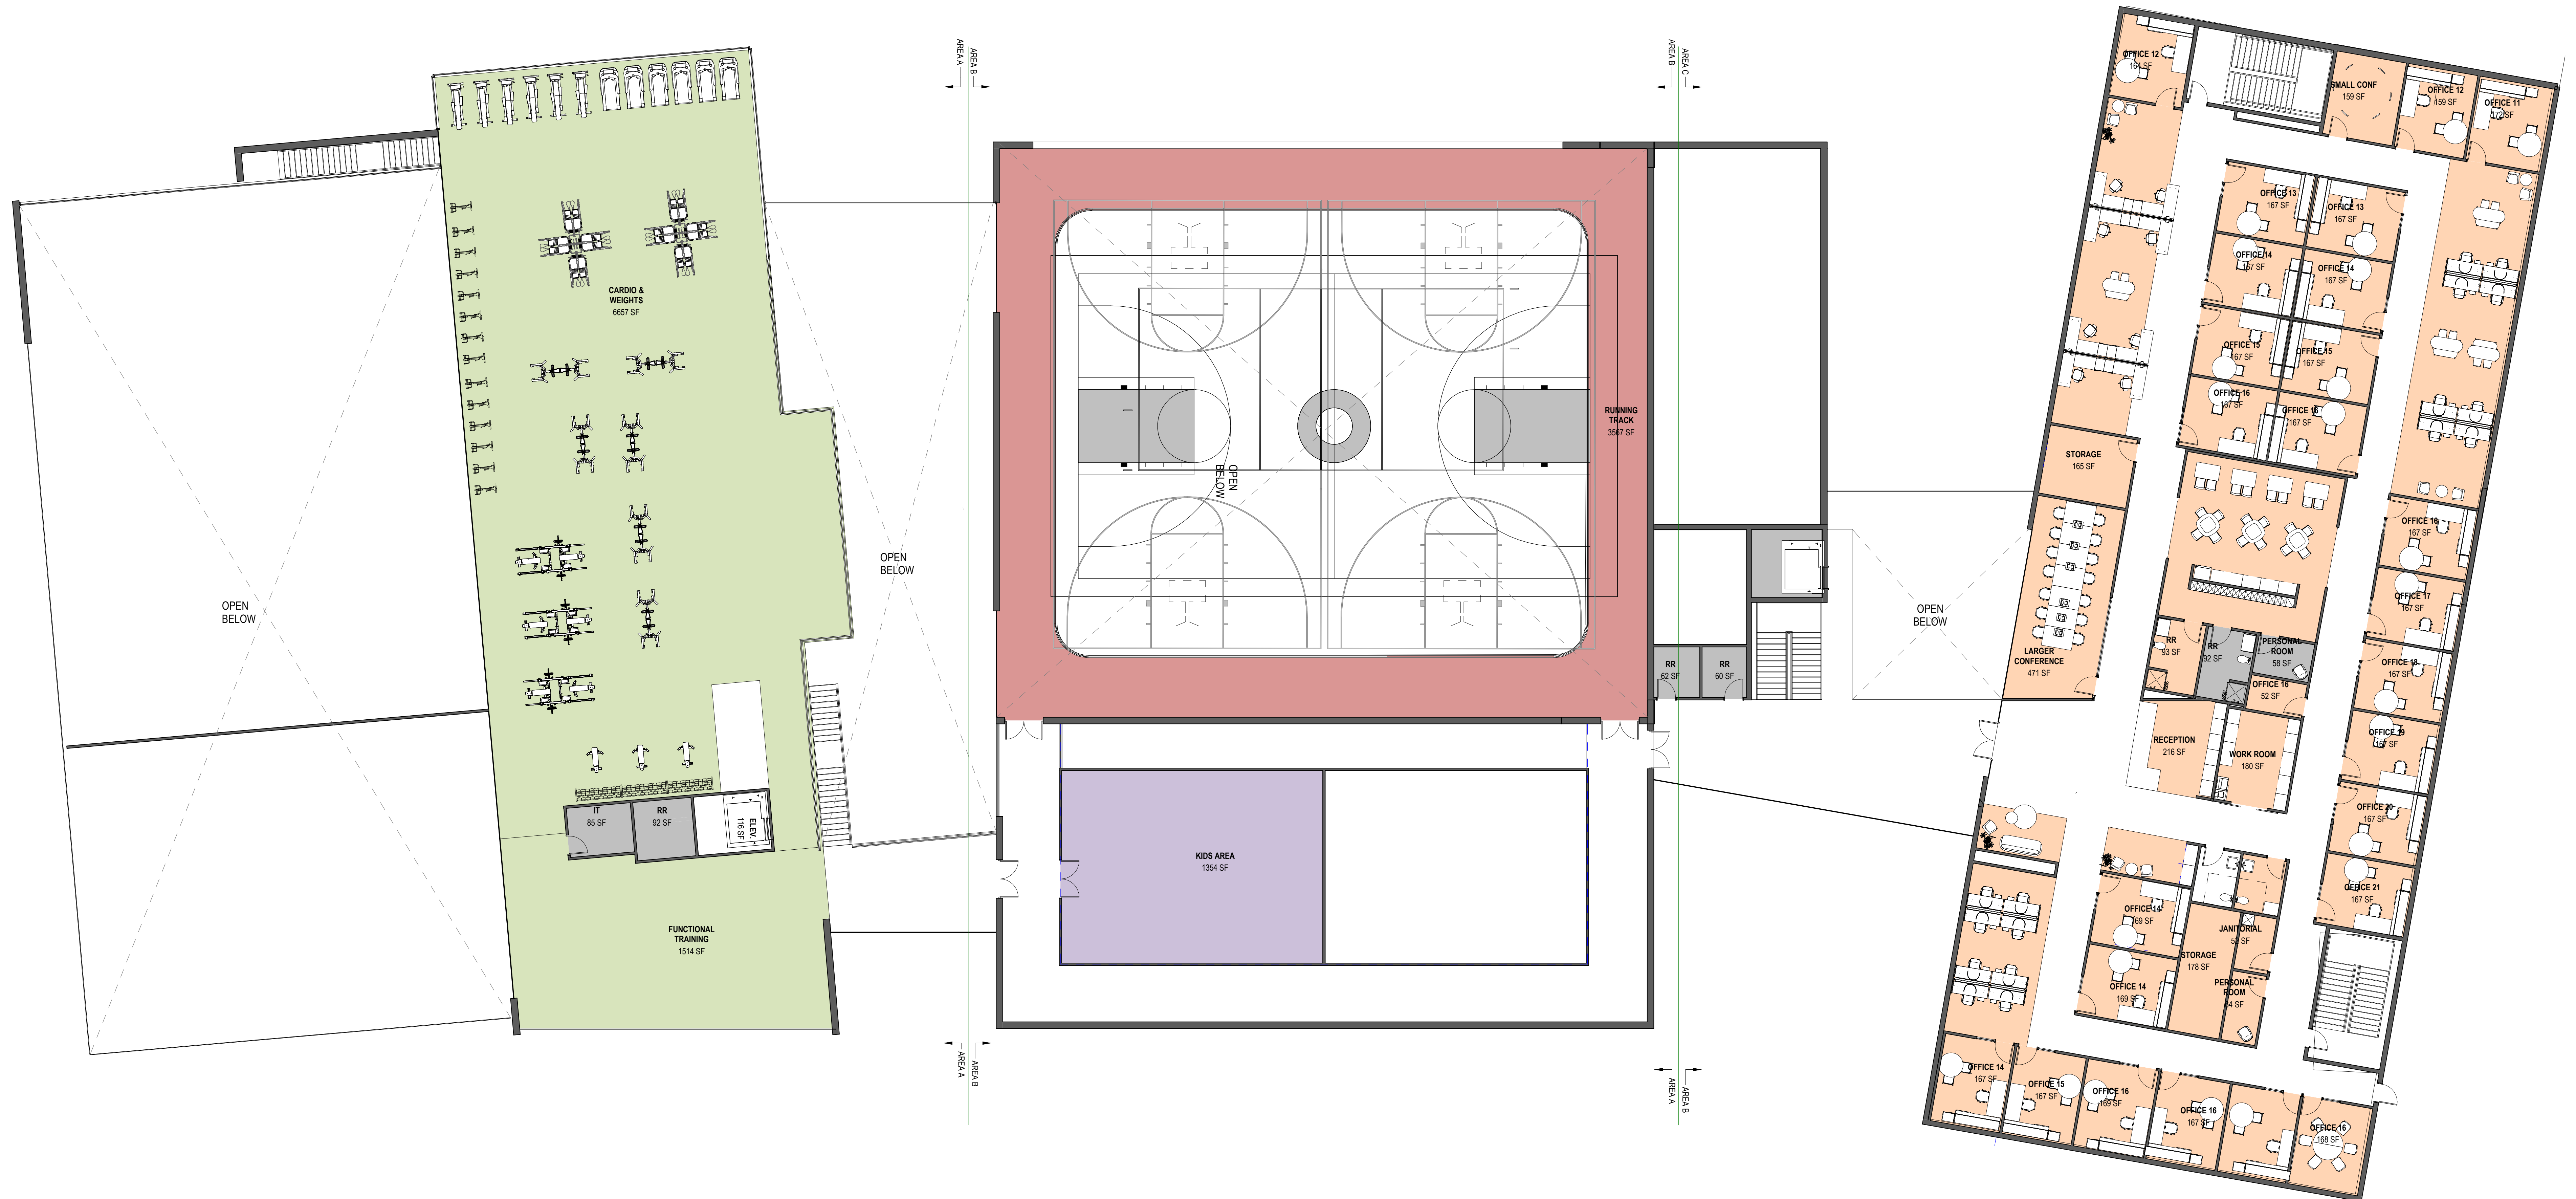 AREA A
AREA B
AREA B
AREA C
CARDIO &
WEIGHTS
6657 SF
OPEN
BELOW
OPEN
BELOW
IT
85 SF
RR
92 SF
ELEV.
116 SF
FUNCTIONAL
TRAINING
1514 SF
OPEN
BELOW
RUNNING
TRACK
3567 SF
KIDS AREA
1354 SF
RR
62 SF
RR
60 SF
OPEN
BELOW
AREA A
AREA B
AREA A
AREA B
OFFICE 12
164 SF
SMALL CONF
159 SF
OFFICE 12
159 SF
OFFICE 11
172 SF
OFFICE 13
167 SF
OFFICE 13
167 SF
OFFICE 14
167 SF
OFFICE 14
167 SF
OFFICE 15
167 SF
OFFICE 15
167 SF
OFFICE 16
167 SF
OFFICE 16
167 SF
STORAGE
165 SF
LARGER
CONFERENCE
471 SF
OFFICE 16
167 SF
OFFICE 17
167 SF
RR
93 SF
RR
92 SF
PERSONAL
ROOM
58 SF
OFFICE 16
52 SF
OFFICE 18
167 SF
RECEPTION
216 SF
WORK ROOM
180 SF
OFFICE 19
167 SF
OFFICE 20
167 SF
OFFICE 21
167 SF
OFFICE 14
169 SF
JANITORIAL
STORAGE
178 SF
OFFICE 14
169 SF
PERSONAL
ROOM
OFFICE 14
167 SF
OFFICE 15
167 SF
OFFICE 16
169 SF
OFFICE 16
167 SF
OFFICE 16
168 SF